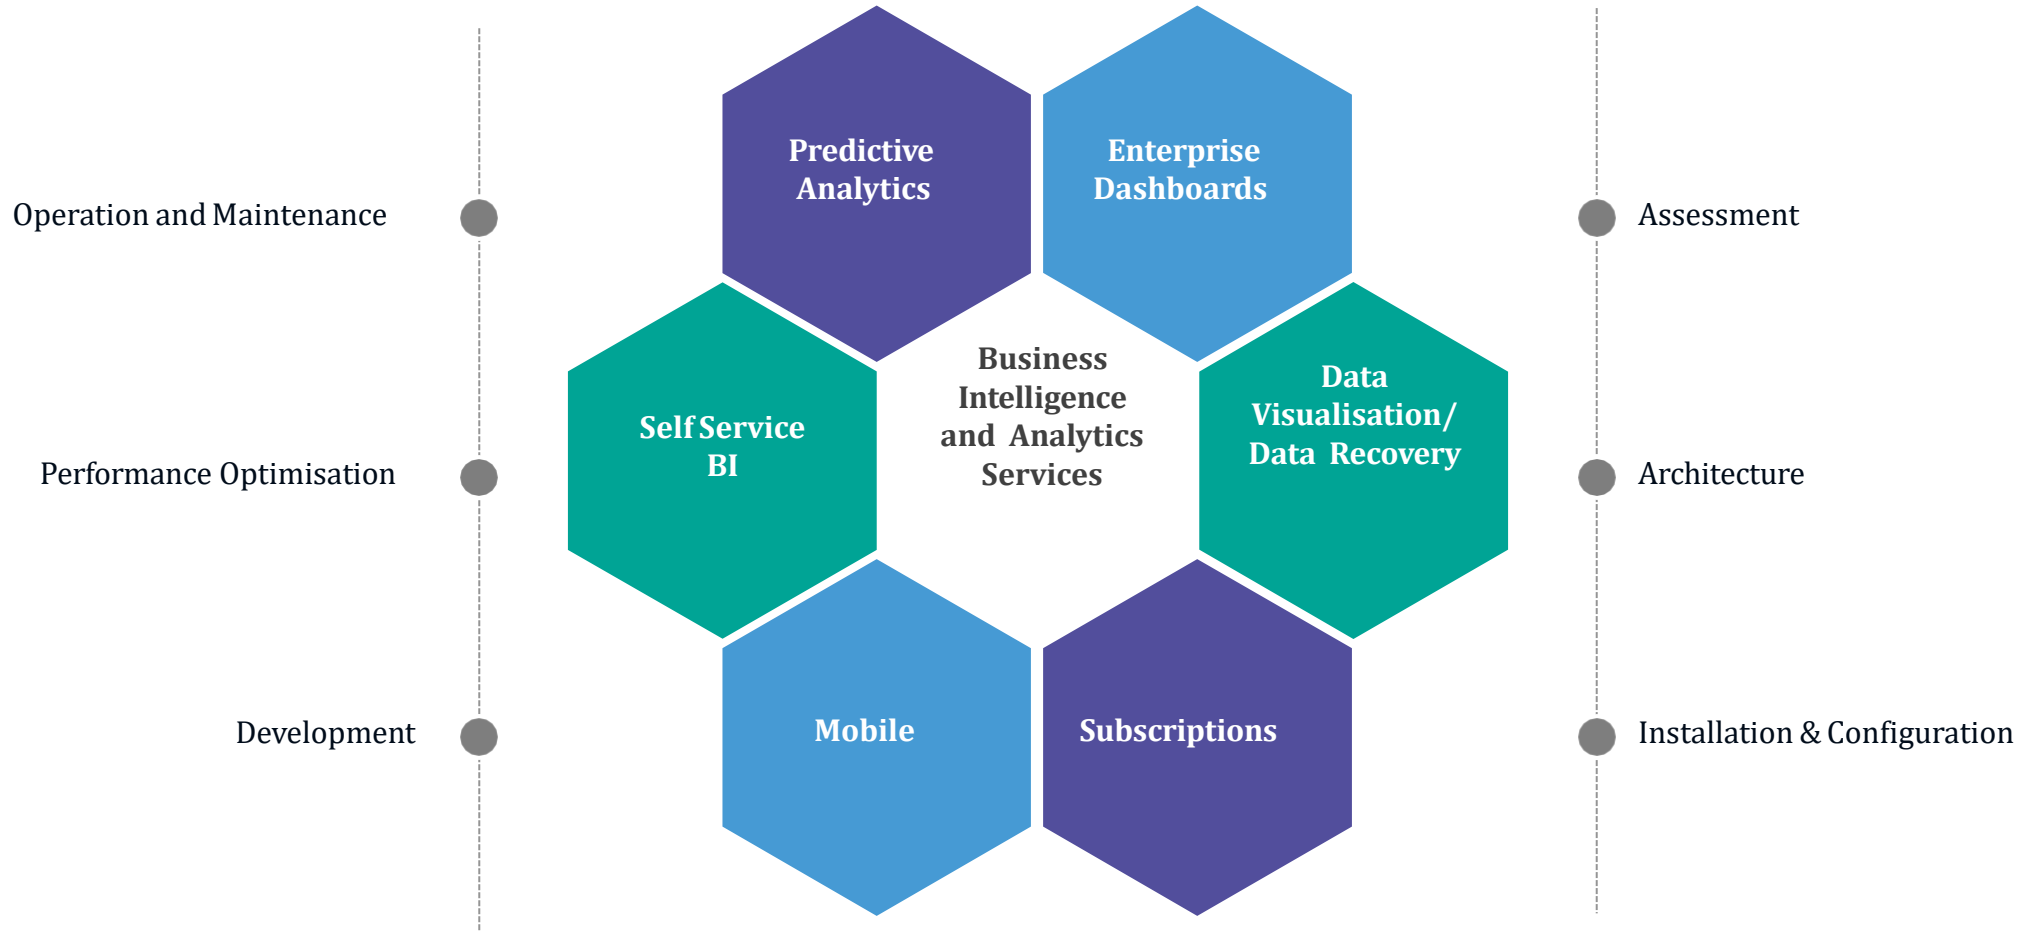 Predictive
Analytics
Enterprise
Dashboards
Operation and Maintenance
Assessment
Business
Intelligence
and Analytics
Services
Data
Visualisation/
Data Recovery
Self Service
BI
Performance Optimisation
Architecture
Development
Mobile
Subscriptions
Installation & Configuration